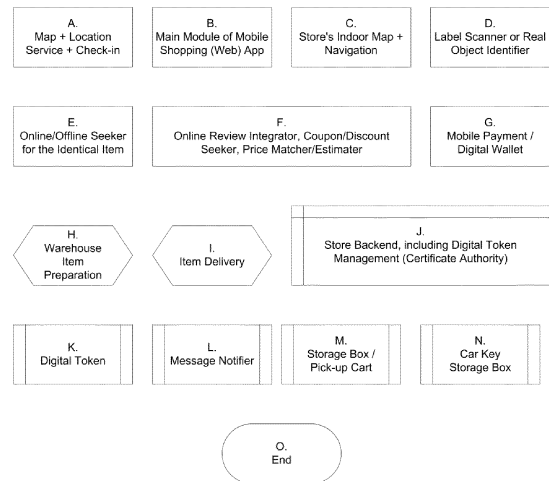 A.
Map + Location
Service + Check-in
B.
Main Module of Mobile
Shopping (Web) App
C.
Store's Indoor Map +
Navigation
D.
Label Scanner or Real
Object Identifier
E.
Online/Offline Seeker
for the Identical Item
F.
Online Review Integrator, Coupon/Discount
Seeker, Price Matcher/Estimater
G.
Mobile Payment /
Digital Wallet
H.
Warehouse
Item
Preparation
I.
Item Delivery
J.
Store Backend, including Digital Token
Management (Certificate Authority)
K.
Digital Token
L.
Message Notifier
M.
Storage Box /
Pick-up Cart
N.
Car Key
Storage Box
O.
End